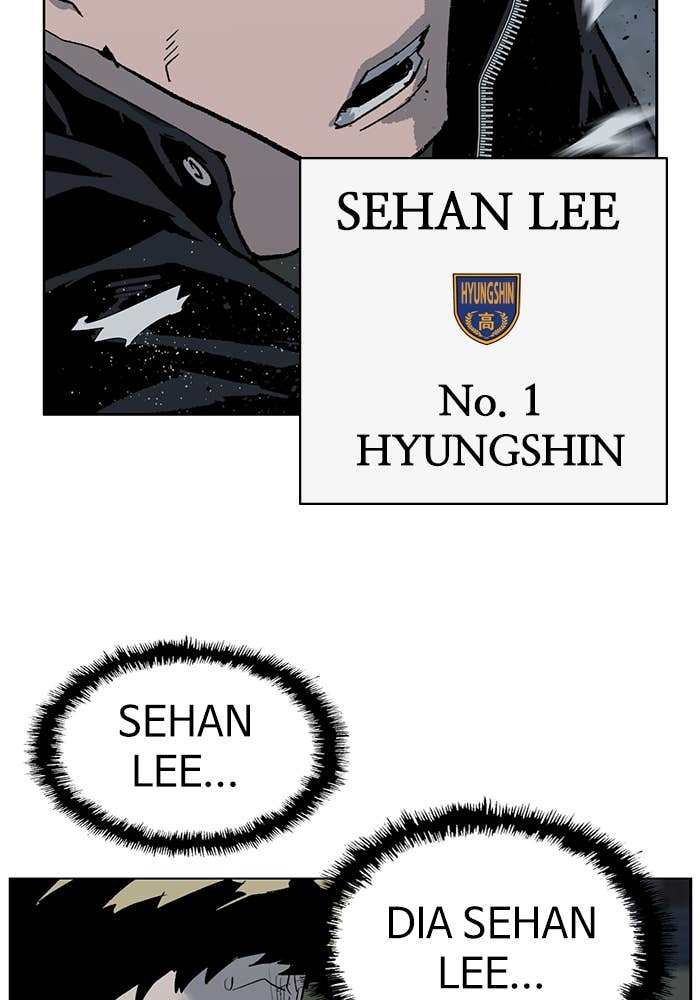 SEHAN LEE
HYUNGSHIN
高
No. 1
HYUNGSHIN
SEHAN
LEE...
DIA SEHAN
LEE...